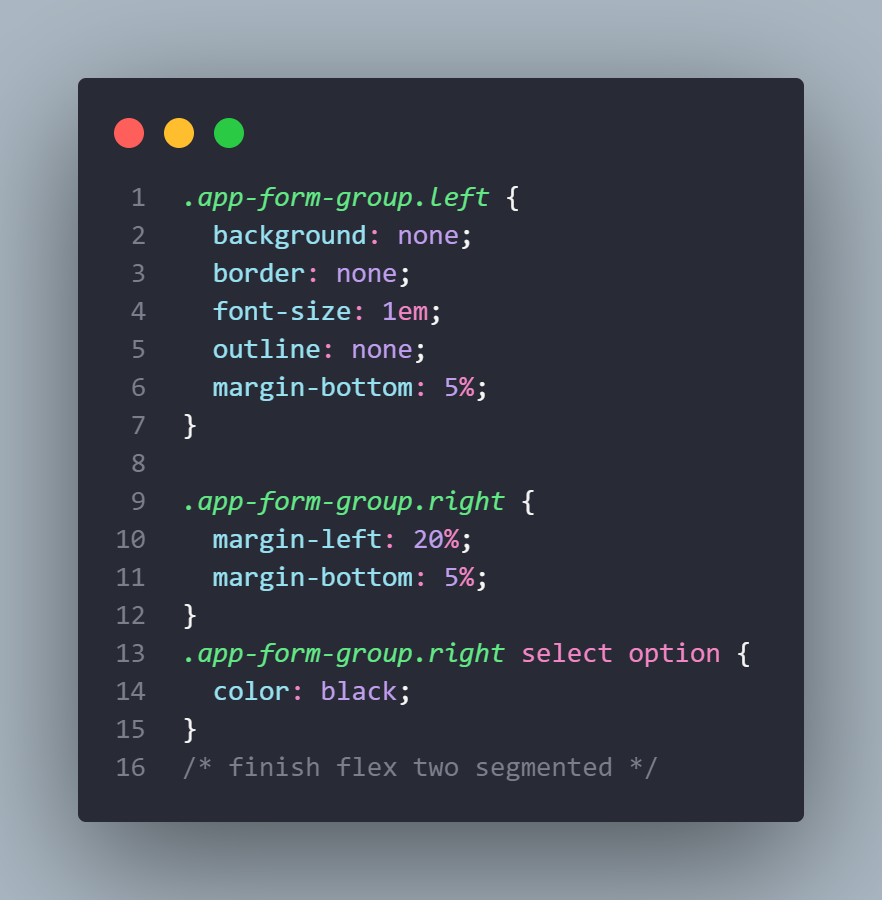 1 .app-form-group.left {
2 background: none;
3 border: none;
4 font-size: 1em;
5 outline: none;
6 margin-bottom: 5%;
7 }
8
9 .app-form-group.right {
10 margin-left: 20%;
11 margin-bottom: 5%;
12 }
13 .app-form-group.right select option {
14 color: black;
15 }
16 /* finish flex two segmented */